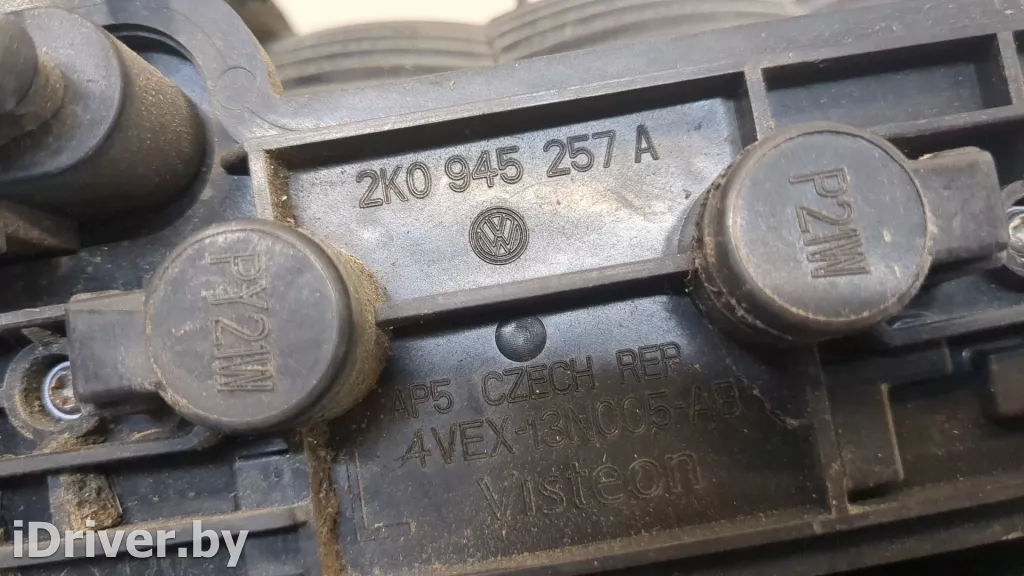 2K0 945 257 A
PY21W
P21W
AP5 CZECH REP
4VEX-13N005-AB
L Visteon
iDriver.by